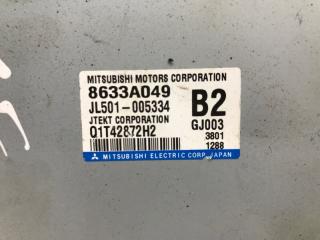 MITSUBISHI MOTORS CORPORATION
8633A049
JL501-005334
JTEKT CORPORATION
Q1T42872H2
B2
GJ003
3801
1288
MITSUBISHI ELECTRIC CORP. JAPAN